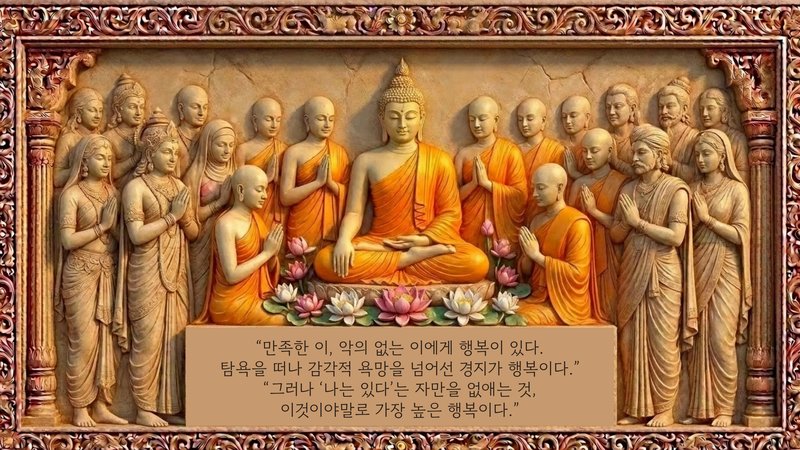 “만족한 이, 악의 없는 이에게 행복이 있다.
탐욕을 떠나 감각적 욕망을 넘어선 경지가 행복이다.”
“그러나 ‘나는 있다’는 자만을 없애는 것,
이것이야말로 가장 높은 행복이다.”